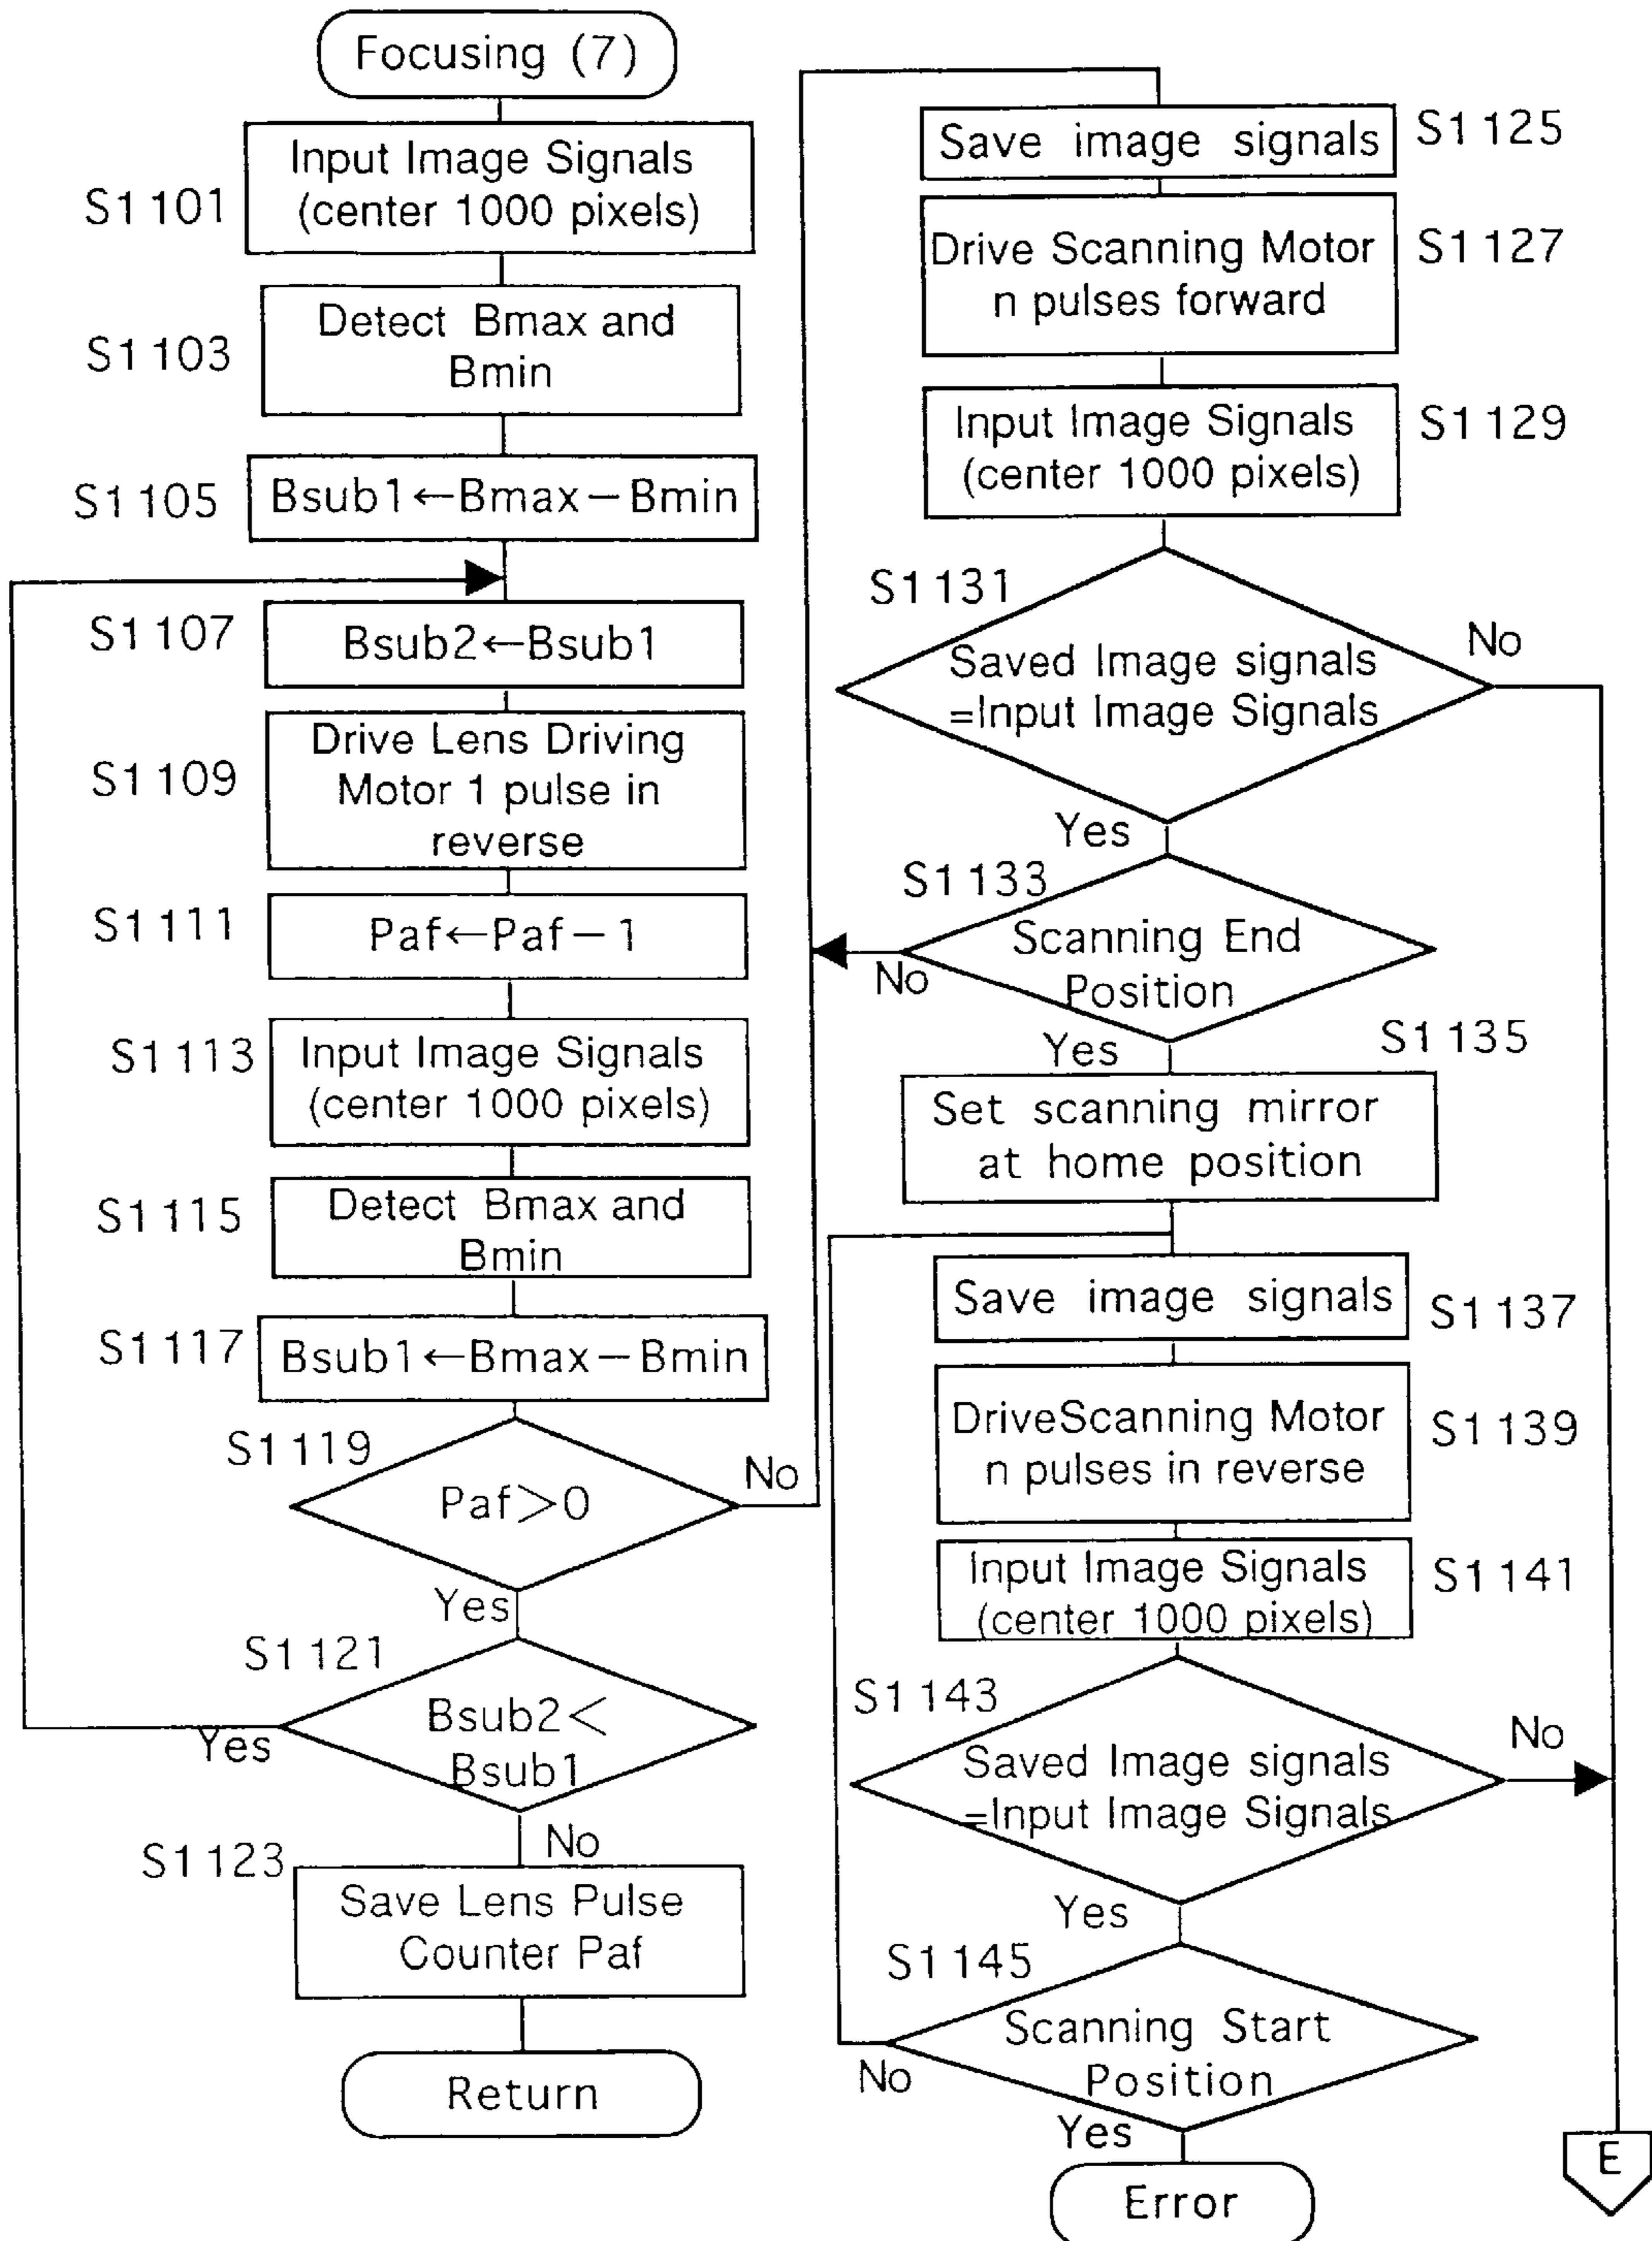 Focusing (7)
S1101
Input Image Signals
(center 1000 pixels)
S1103
Detect Bmax and
Bmin
S1105
Bsub1←Bmax−Bmin
S1107
Bsub2←Bsub1
S1109
Drive Lens Driving
Motor 1 pulse in
reverse
S1111
Paf←Paf−1
S1113
Input Image Signals
(center 1000 pixels)
S1115
Detect Bmax and
Bmin
S1117
Bsub1←Bmax−Bmin
S1119
Paf>0
No
Yes
S1121
Bsub2<
Bsub1
Yes
No
S1123
Save Lens Pulse
Counter Paf
Return
Save image signals
S1125
Drive Scanning Motor
n pulses forward
S1127
Input Image Signals
(center 1000 pixels)
S1129
S1131
Saved Image signals
=Input Image Signals
No
Yes
S1133
Scanning End
Position
No
Yes
S1135
Set scanning mirror
at home position
Save image signals
S1137
DriveScanning Motor
n pulses in reverse
S1139
Input Image Signals
(center 1000 pixels)
S1141
S1143
Saved Image signals
=Input Image Signals
No
Yes
S1145
Scanning Start
Position
No
Yes
Error
E